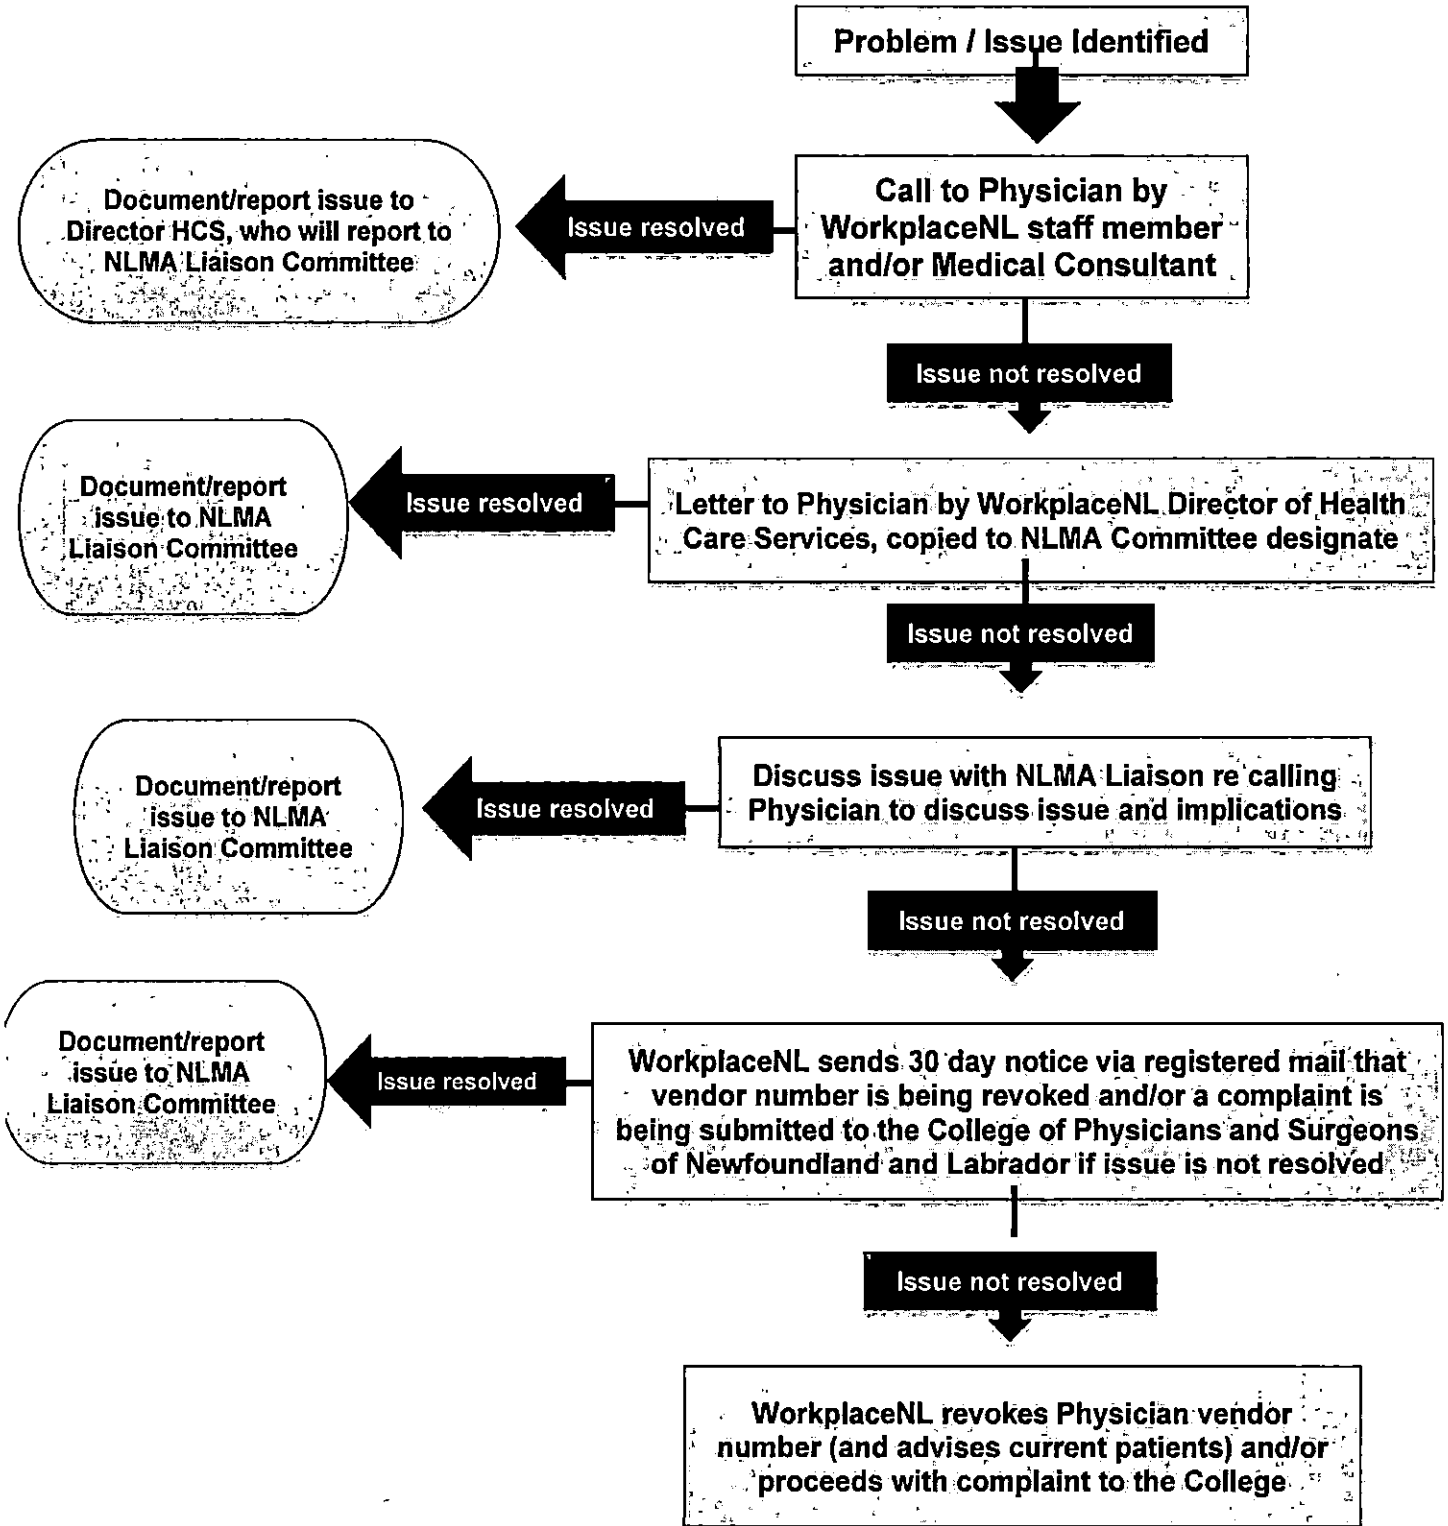 Problem / Issue Identified
Call to Physician by
WorkplaceNL staff member
and/or Medical Consultant
Issue resolved
Document/report issue to
Director HCS, who will report to
NLMA Liaison Committee
Issue not resolved
Letter to Physician by WorkplaceNL Director of Health
Care Services, copied to NLMA Committee designate
Issue resolved
Document/report
issue to NLMA
Liaison Committee
Issue not resolved
Discuss issue with NLMA Liaison re calling
Physician to discuss issue and implications
Issue resolved
Document/report
issue to NLMA
Liaison Committee
Issue not resolved
WorkplaceNL sends 30 day notice via registered mail that
vendor number is being revoked and/or a complaint is
being submitted to the College of Physicians and Surgeons
of Newfoundland and Labrador if issue is not resolved
Issue resolved
Document/report
issue to NLMA
Liaison Committee
Issue not resolved
WorkplaceNL revokes Physician vendor
number (and advises current patients) and/or
proceeds with complaint to the College